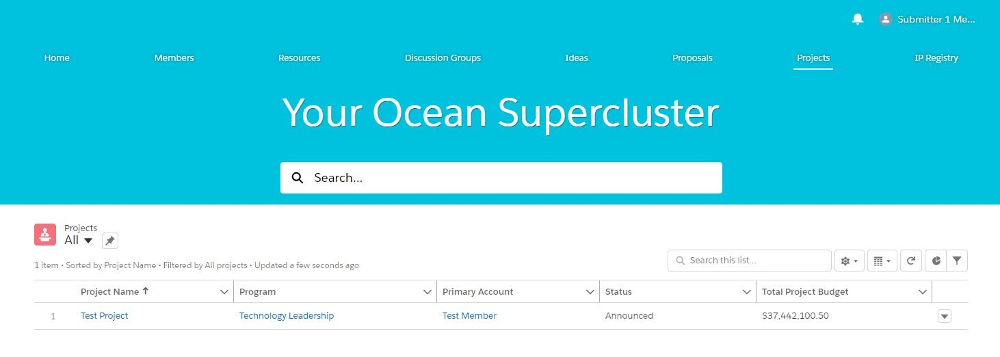 Submitter 1 Me...
Home Members Resources Discussion Groups Ideas Proposals Projects IP Registry
Your Ocean Supercluster
Search...
Projects
All
1 item • Sorted by Project Name • Filtered by All projects • Updated a few seconds ago
Search this list...
Project Name Program Primary Account Status Total Project Budget
1 Test Project Technology Leadership Test Member Announced $37,442,100.50